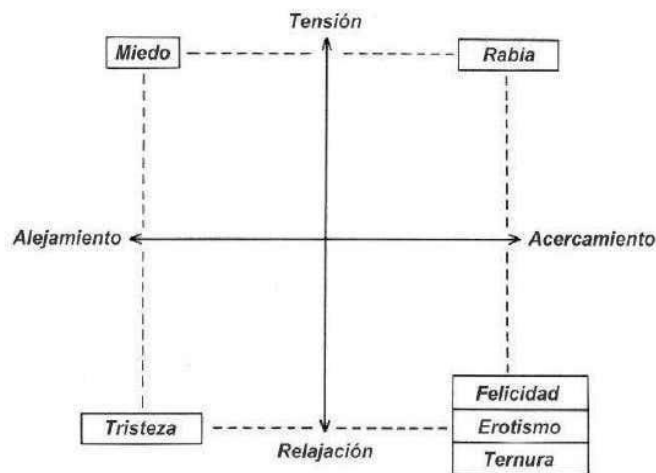 Tensión
Miedo
Rabia
Alejamiento
Acercamiento
Felicidad
Tristeza
Erotismo
Relajación
Ternura